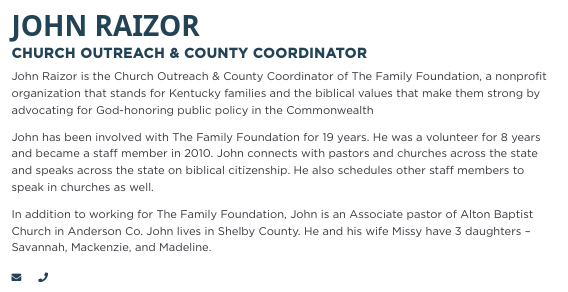 JOHN RAIZOR
CHURCH OUTREACH & COUNTY COORDINATOR
John Raizor is the Church Outreach & County Coordinator of The Family Foundation, a nonprofit
organization that stands for Kentucky families and the biblical values that make them strong by
advocating for God-honoring public policy in the Commonwealth
John has been involved with The Family Foundation for 19 years. He was a volunteer for 8 years
and became a staff member in 2010. John connects with pastors and churches across the state
and speaks across the state on biblical citizenship. He also schedules other staff members to
speak in churches as well.
In addition to working for The Family Foundation, John is an Associate pastor of Alton Baptist
Church in Anderson Co. John lives in Shelby County. He and his wife Missy have 3 daughters –
Savannah, Mackenzie, and Madeline.